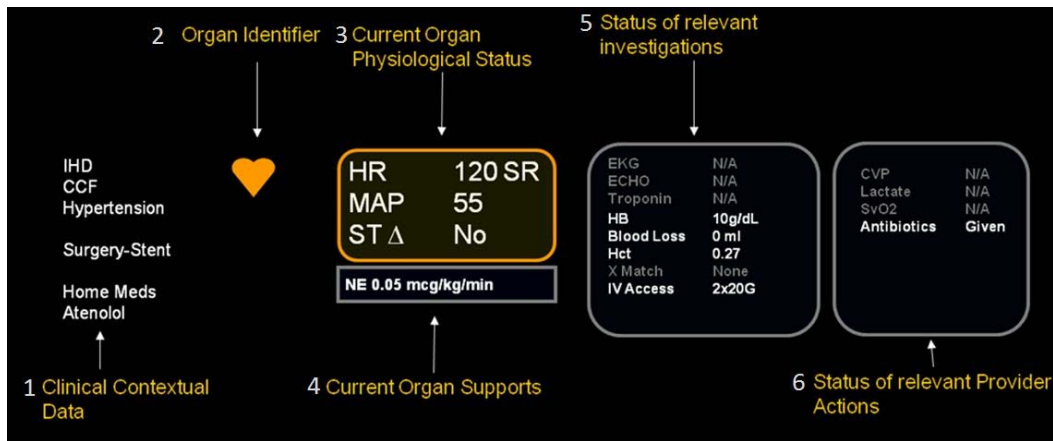 2 Organ Identifier
3 Current Organ
Physiological Status
5 Status of relevant
investigations
IHD
CCF
Hypertension
Surgery-Stent
Home Meds
Atenolol
HR 120 SR
MAP 55
ST Δ No
NE 0.05 mcg/kg/min
EKG N/A
ECHO N/A
Troponin N/A
HB 10g/dL
Blood Loss 0 ml
Hct 0.27
X Match None
IV Access 2x20G
CVP N/A
Lactate N/A
SvO2 N/A
Antibiotics Given
1 Clinical Contextual
Data
4 Current Organ Supports
6 Status of relevant Provider
Actions